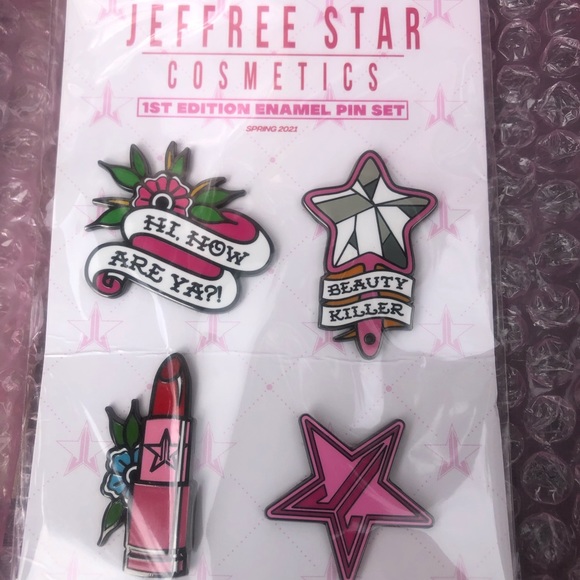 JEFFREE STAR
COSMETICS
1ST EDITION ENAMEL PIN SET
SPRING 2021
HI, HOW
ARE YA?!
BEAUTY
KILLER